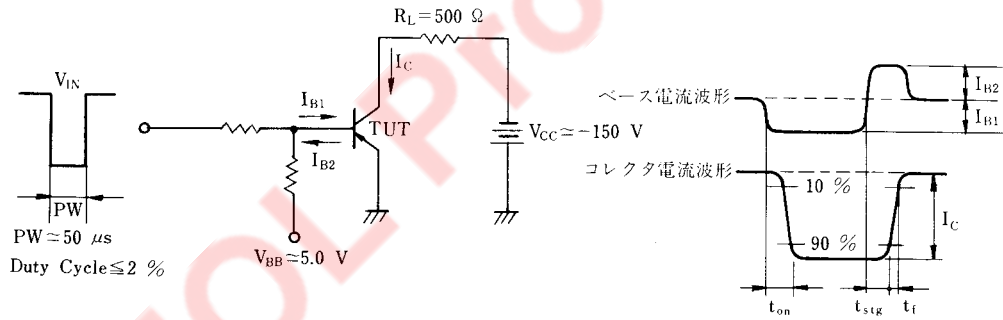 R_L=500 Ω
V_IN
I_C
I_B1
TUT
I_B2
V_CC≃−150 V
PW
PW≃50 μs
Duty Cycle≦2 %
V_BB≃5.0 V
ベース電流波形
I_B2
I_B1
コレクタ電流波形
10 %
90 %
I_C
t_on
t_stg
t_f